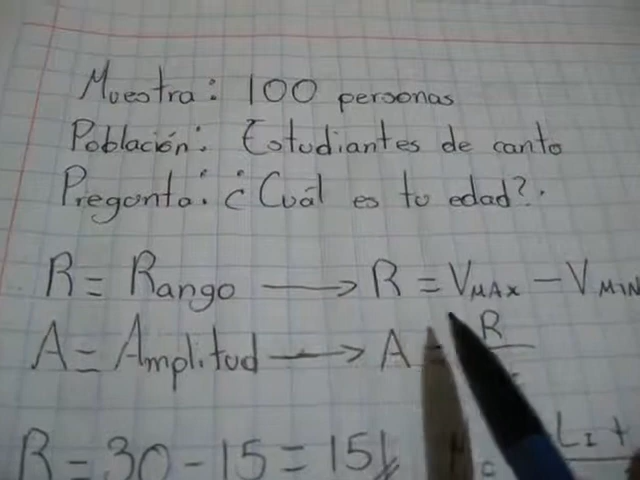 Muestra: 100 personas
Población: Estudiantes de canto
Pregunta: ¿Cuál es tu edad?.
R = Rango → R = VMAX - VMIN
A = Amplitud → A = R
R = 30 - 15 = 15 LI +